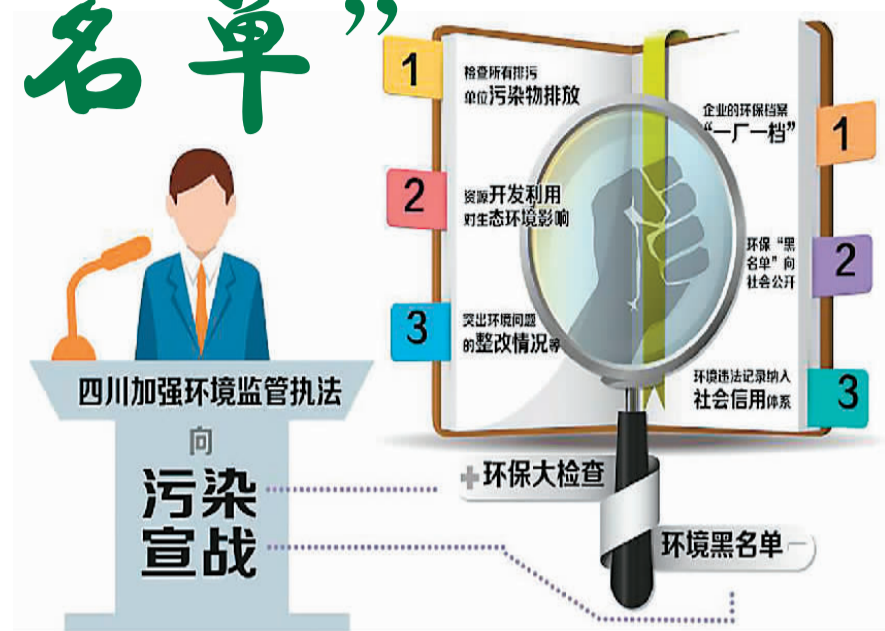 名单”
1
检查所有排污
单位污染物排放
2
资源开发利用
对生态环境影响
3
突出环境问题
的整改情况等
企业的环保档案
“一厂一档”
1
环保“黑
名单”向
社会公开
2
环境违法记录纳入
社会信用体系
3
四川加强环境监管执法
向
污染
宣战
环保大检查
环境黑名单